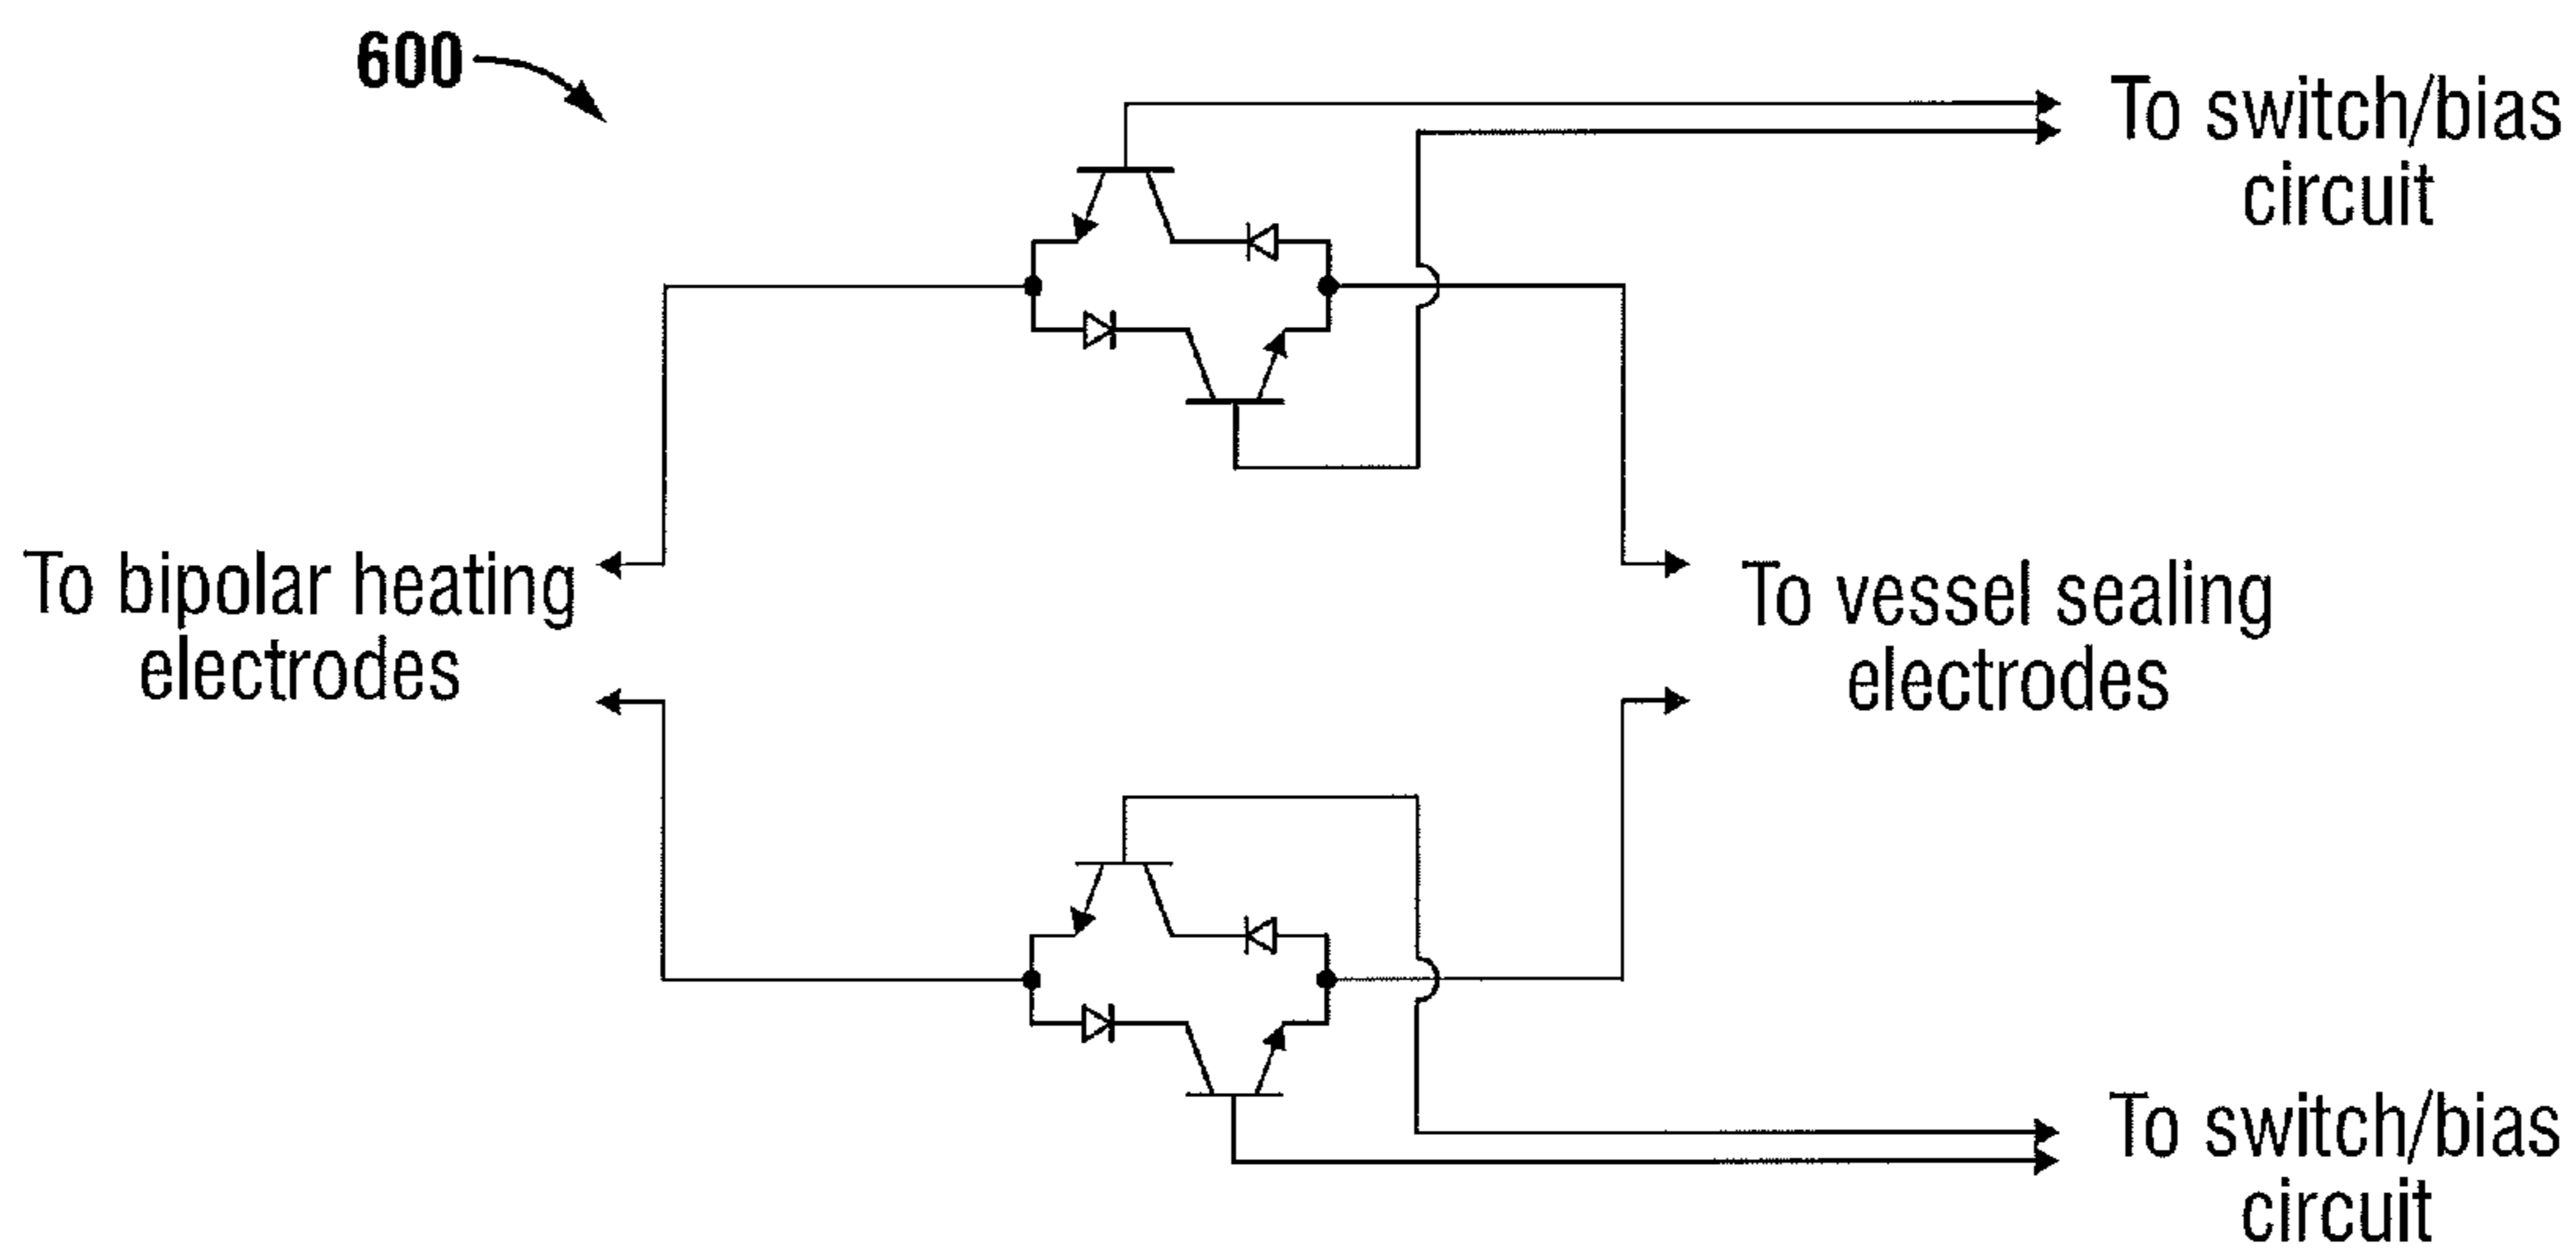 600
To switch/bias
circuit
To bipolar heating
electrodes
To vessel sealing
electrodes
To switch/bias
circuit